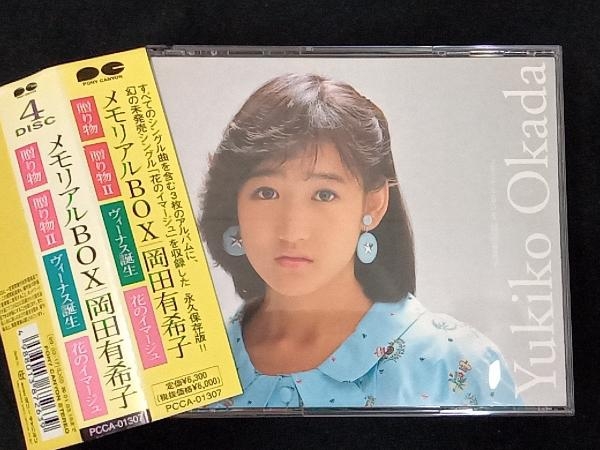 4
DISC
贈り物
贈り物II
ヴィーナス誕生
花のイマージュ
メモリアルBOX 岡田有希子
PCCA-01307
PONY CANYON
贈り物
贈り物II
ヴィーナス誕生
花のイマージュ
メモリアルBOX 岡田有希子
すべてのシングル曲を含む3枚のアルバムに、
幻の未発売シングル「花のイマージュ」を収録した 永久保存版!!
定価¥6,300
[税抜価格¥6,000]
PCCA-01307
Yukiko Okada